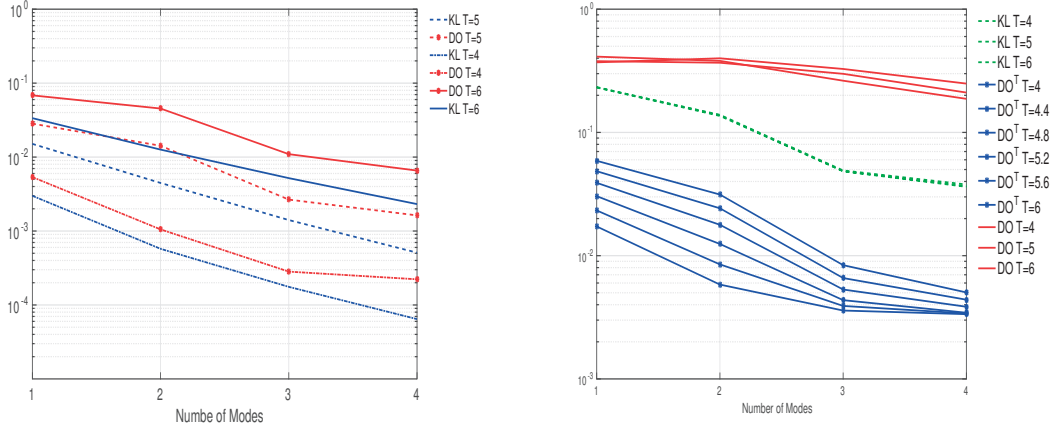 10^0
10^-1
10^-2
10^-3
10^-4
1
2
3
4
Numbe of Modes
KL T=5
DO T=5
KL T=4
DO T=4
DO T=6
KL T=6
10^0
10^-1
10^-2
10^-3
1
2
3
4
Number of Modes
KL T=4
KL T=5
KL T=6
DO^T T=4
DO^T T=4.4
DO^T T=4.8
DO^T T=5.2
DO^T T=5.6
DO^T T=6
DO T=4
DO T=5
DO T=6